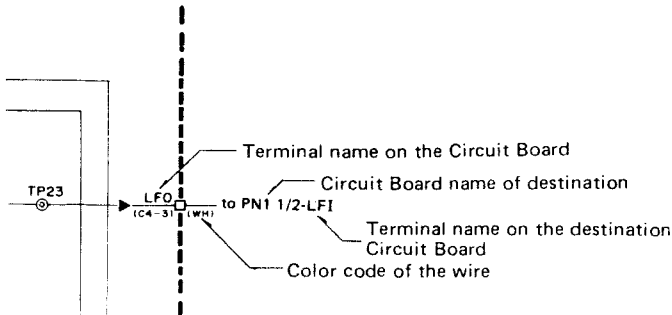 Terminal name on the Circuit Board
TP23
LFO
Circuit Board name of destination
(C4-3)
(WH)
to PN1 1/2-LFI
Terminal name on the destination
Circuit Board
Color code of the wire